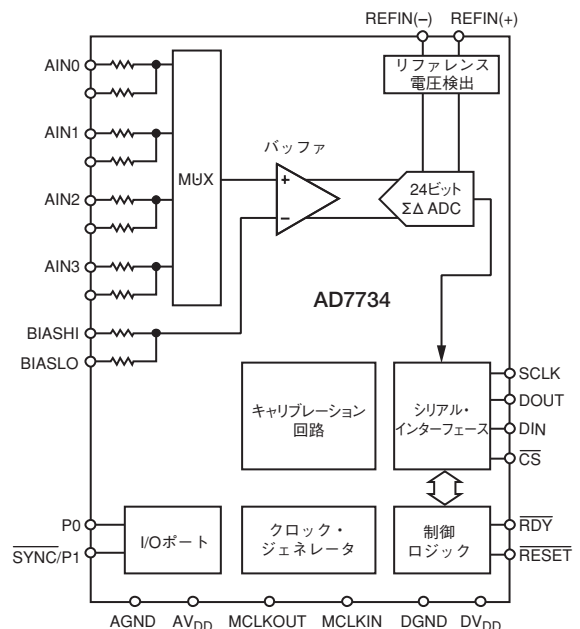 REFIN(–) REFIN(+)
リファレンス
電圧検出
AIN0
AIN1
AIN2
AIN3
BIASHI
BIASLO
MUX
バッファ
+
–
24ビット
ΣΔ ADC
AD7734
キャリブレーション
回路
シリアル・
インターフェース
SCLK
DOUT
DIN
CS
P0
SYNC/P1
I/Oポート
クロック・
ジェネレータ
制御
ロジック
RDY
RESET
AGND AVDD MCLKOUT MCLKIN DGND DVDD